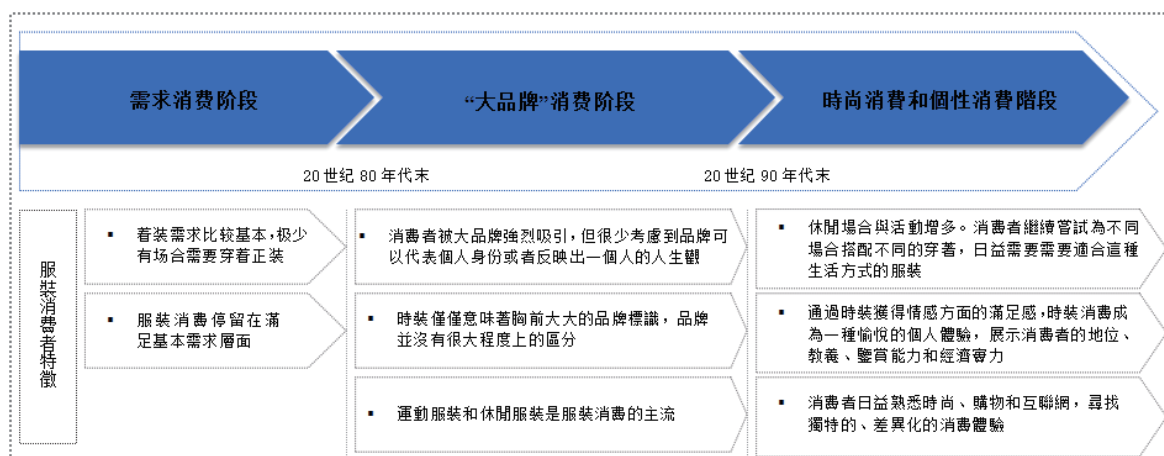 需求消费阶段
“大品牌”消费阶段
時尚消費和個性消費階段
20 世纪 80 年代末
20 世纪 90 年代末
服裝消費者特徵
▪ 着装需求比较基本，极少
有场合需要穿着正装
▪ 服装消费停留在滿
足基本需求層面
▪ 消费者被大品牌強烈吸引，但很少考慮到品牌可
以代表個人身份或者反映出一個人的人生觀
▪ 時裝僅僅意味著胸前大大的品牌標識，品牌
並沒有很大程度上的區分
▪ 運動服裝和休閒服裝是服裝消費的主流
▪ 休閒場合與活動增多。消費者繼續嘗試為不同
場合搭配不同的穿著，日益需要需要適合這種
生活方式的服裝
▪ 通過時裝獲得情感方面的滿足感，時裝消費成
為一種愉悅的個人體驗，展示消費者的地位、
教義、鑒賞能力和經濟實力
▪ 消費者日益熟悉時尚、購物和互聯網，尋找
獨特的、差異化的消費體驗